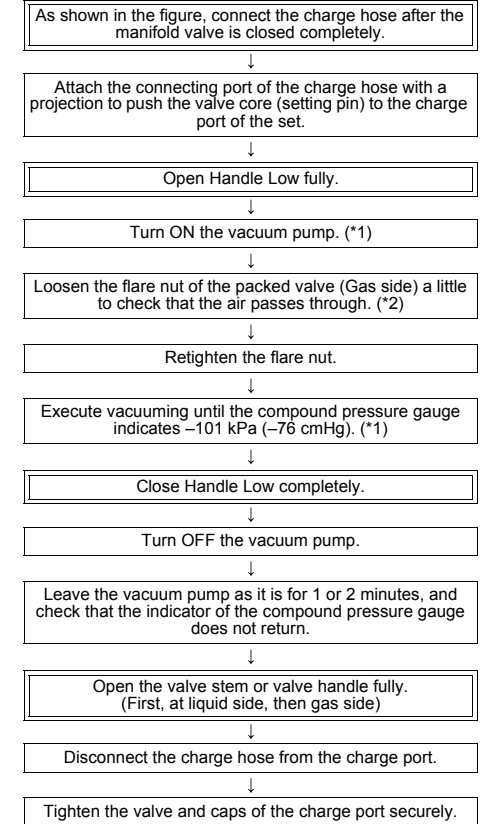 As shown in the figure, connect the charge hose after the
manifold valve is closed completely.
↓
Attach the connecting port of the charge hose with a
projection to push the valve core (setting pin) to the charge
port of the set.
↓
Open Handle Low fully.
↓
Turn ON the vacuum pump. (*1)
↓
Loosen the flare nut of the packed valve (Gas side) a little
to check that the air passes through. (*2)
↓
Retighten the flare nut.
↓
Execute vacuuming until the compound pressure gauge
indicates –101 kPa (–76 cmHg). (*1)
↓
Close Handle Low completely.
↓
Turn OFF the vacuum pump.
↓
Leave the vacuum pump as it is for 1 or 2 minutes, and
check that the indicator of the compound pressure gauge
does not return.
↓
Open the valve stem or valve handle fully.
(First, at liquid side, then gas side)
↓
Disconnect the charge hose from the charge port.
↓
Tighten the valve and caps of the charge port securely.